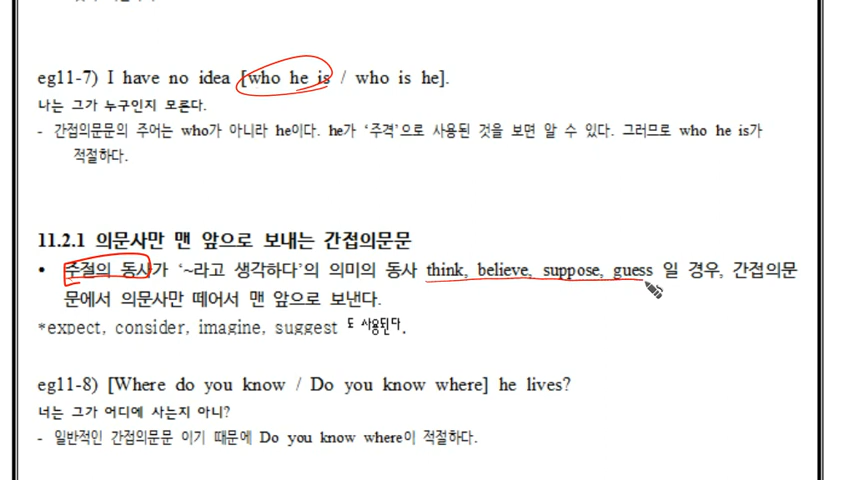 eg11-7) I have no idea [who he is / who is he].
나는 그가 누구인지 모른다.
- 간접의문문의 주어는 who가 아니라 he이다. he가 '주격'으로 사용된 것을 보면 알 수 있다. 그러므로 who he is가
적절하다.
11.2.1 의문사만 맨 앞으로 보내는 간접의문문
• 주절의 동사가 '~라고 생각하다'의 의미의 동사 think, believe, suppose, guess 일 경우, 간접의문
문에서 의문사만 떼어서 맨 앞으로 보낸다.
*expect, consider, imagine, suggest 도 사용된다.
eg11-8) [Where do you know / Do you know where] he lives?
너는 그가 어디에 사는지 아니?
- 일반적인 간접의문문 이기 때문에 Do you know where이 적절하다.